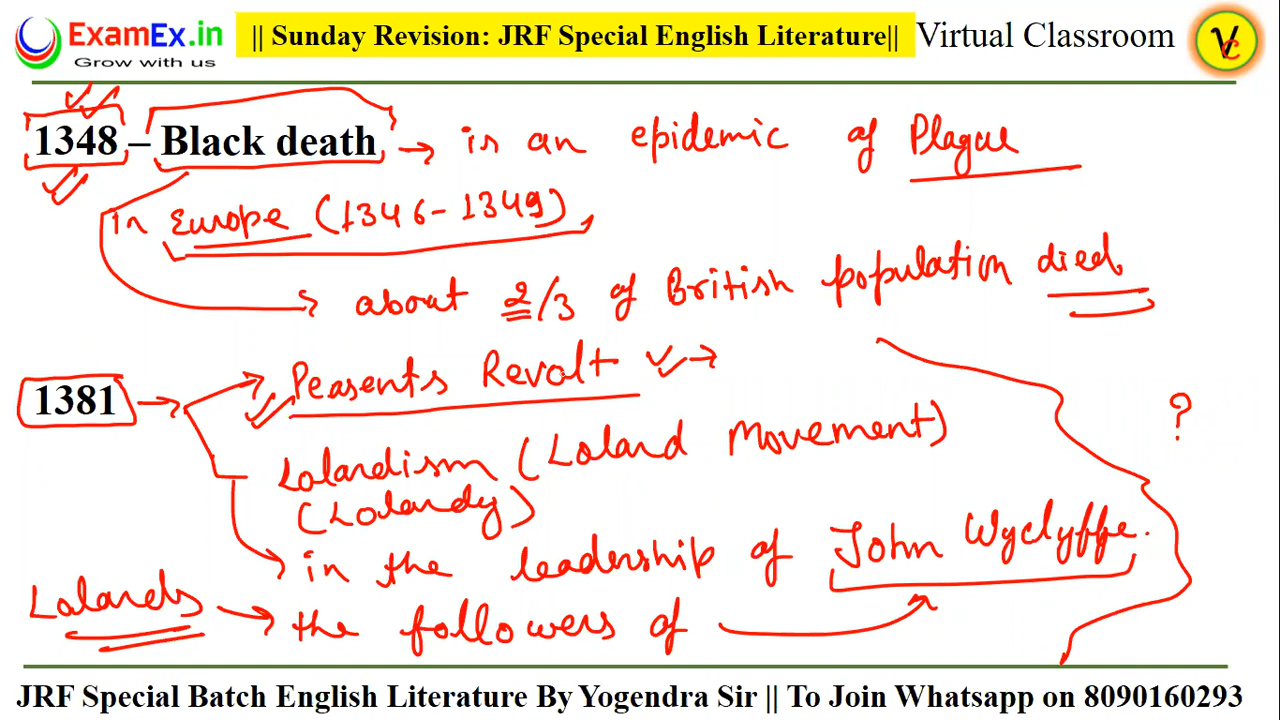 ExamEx.in
Grow with us
|| Sunday Revision: JRF Special English Literature||
Virtual Classroom
VC
1348 – Black death → is an epidemic of Plague
in Europe (1346-1349)
→ about 2/3 of British population died
1381 → Peasents Revolt →
Lolardism (Lolard Movement)
(Lolardy)
→ in the leadership of John Wyclyffe.
?
Lolards → the followers of
JRF Special Batch English Literature By Yogendra Sir || To Join Whatsapp on 8090160293